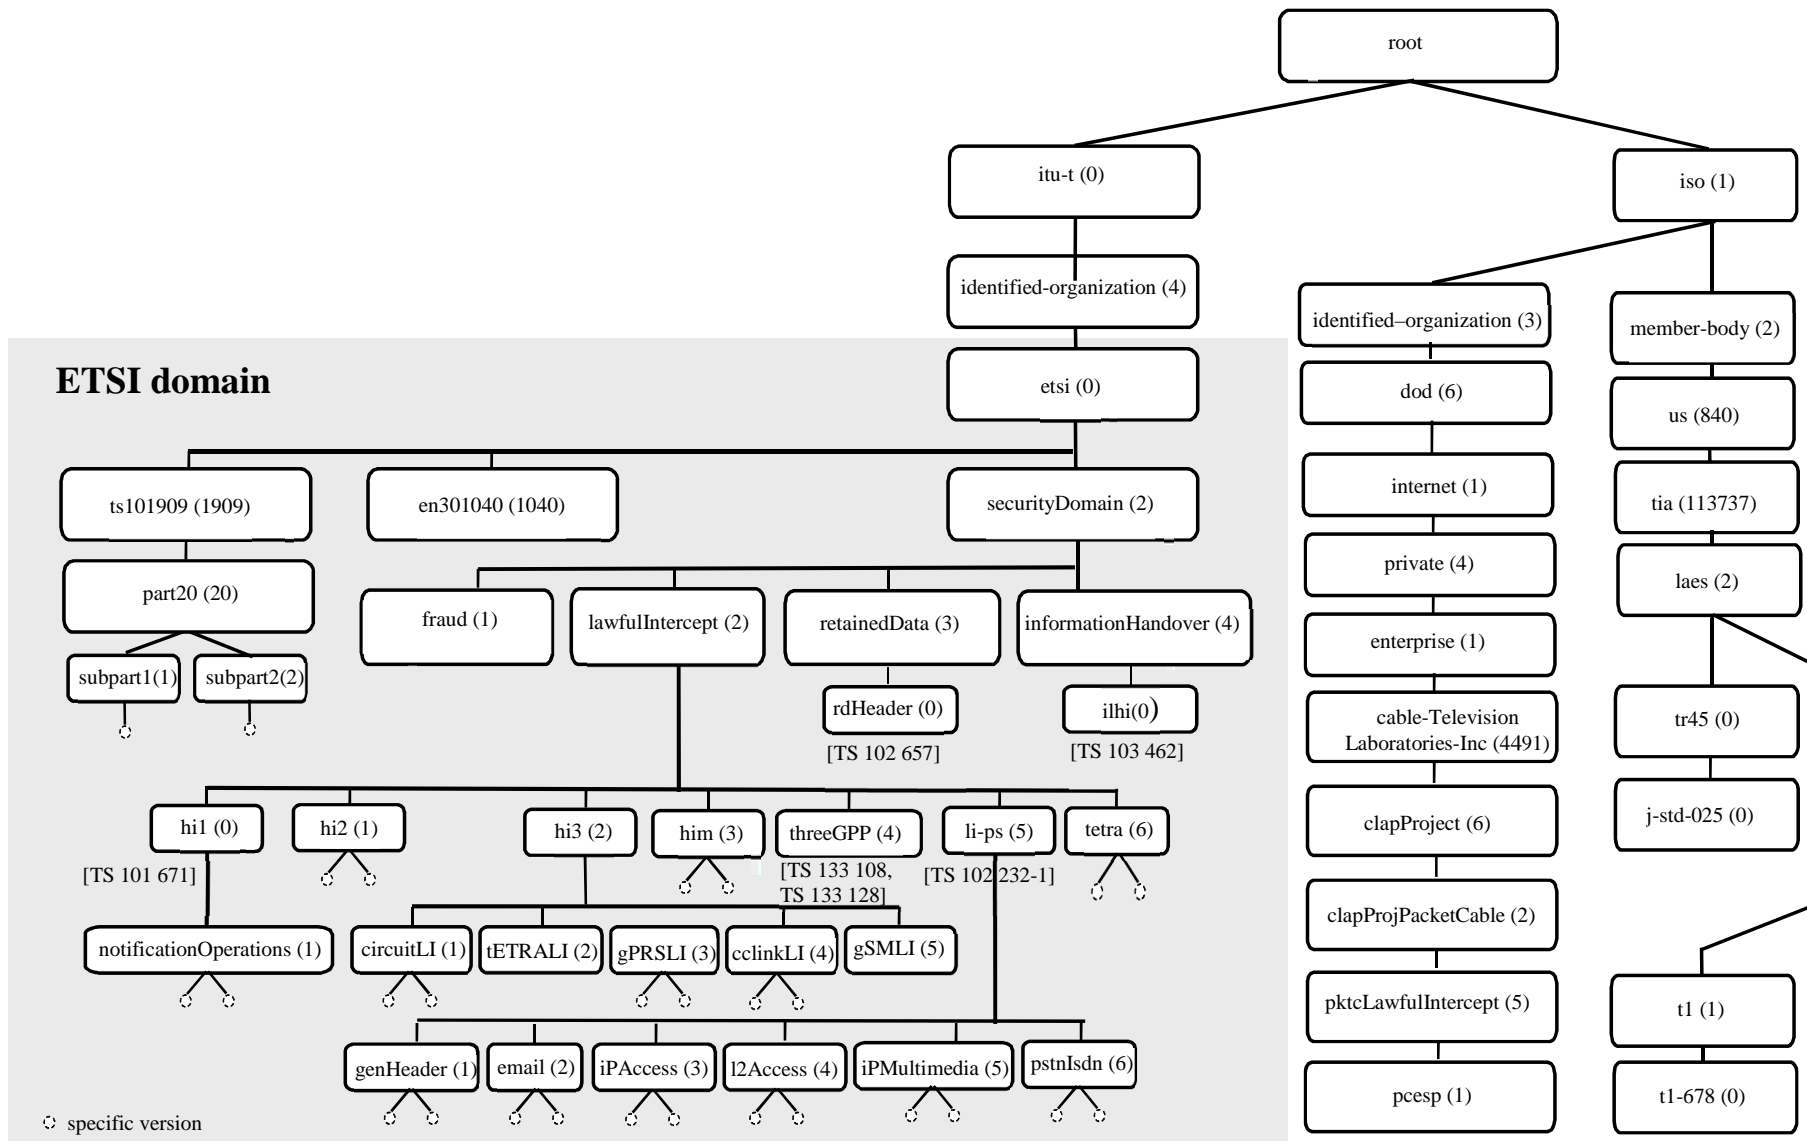 root
itu-t (0)
iso (1)
identified-organization (4)
identified–organization (3)
member-body (2)
ETSI domain
etsi (0)
dod (6)
us (840)
ts101909 (1909)
en301040 (1040)
securityDomain (2)
internet (1)
tia (113737)
part20 (20)
fraud (1)
lawfulIntercept (2)
retainedData (3)
informationHandover (4)
private (4)
laes (2)
subpart1(1)
subpart2(2)
rdHeader (0)
ilhi(0)
enterprise (1)
[TS 102 657]
[TS 103 462]
cable-Television
Laboratories-Inc (4491)
tr45 (0)
hi1 (0)
hi2 (1)
hi3 (2)
him (3)
threeGPP (4)
li-ps (5)
tetra (6)
clapProject (6)
j-std-025 (0)
[TS 101 671]
[TS 133 108,
TS 133 128]
[TS 102 232-1]
notificationOperations (1)
circuitLI (1)
tETRALI (2)
gPRSLI (3)
cclinkLI (4)
gSMLI (5)
clapProjPacketCable (2)
pktcLawfulIntercept (5)
t1 (1)
genHeader (1)
email (2)
iPAccess (3)
l2Access (4)
iPMultimedia (5)
pstnIsdn (6)
pcesp (1)
t1-678 (0)
specific version